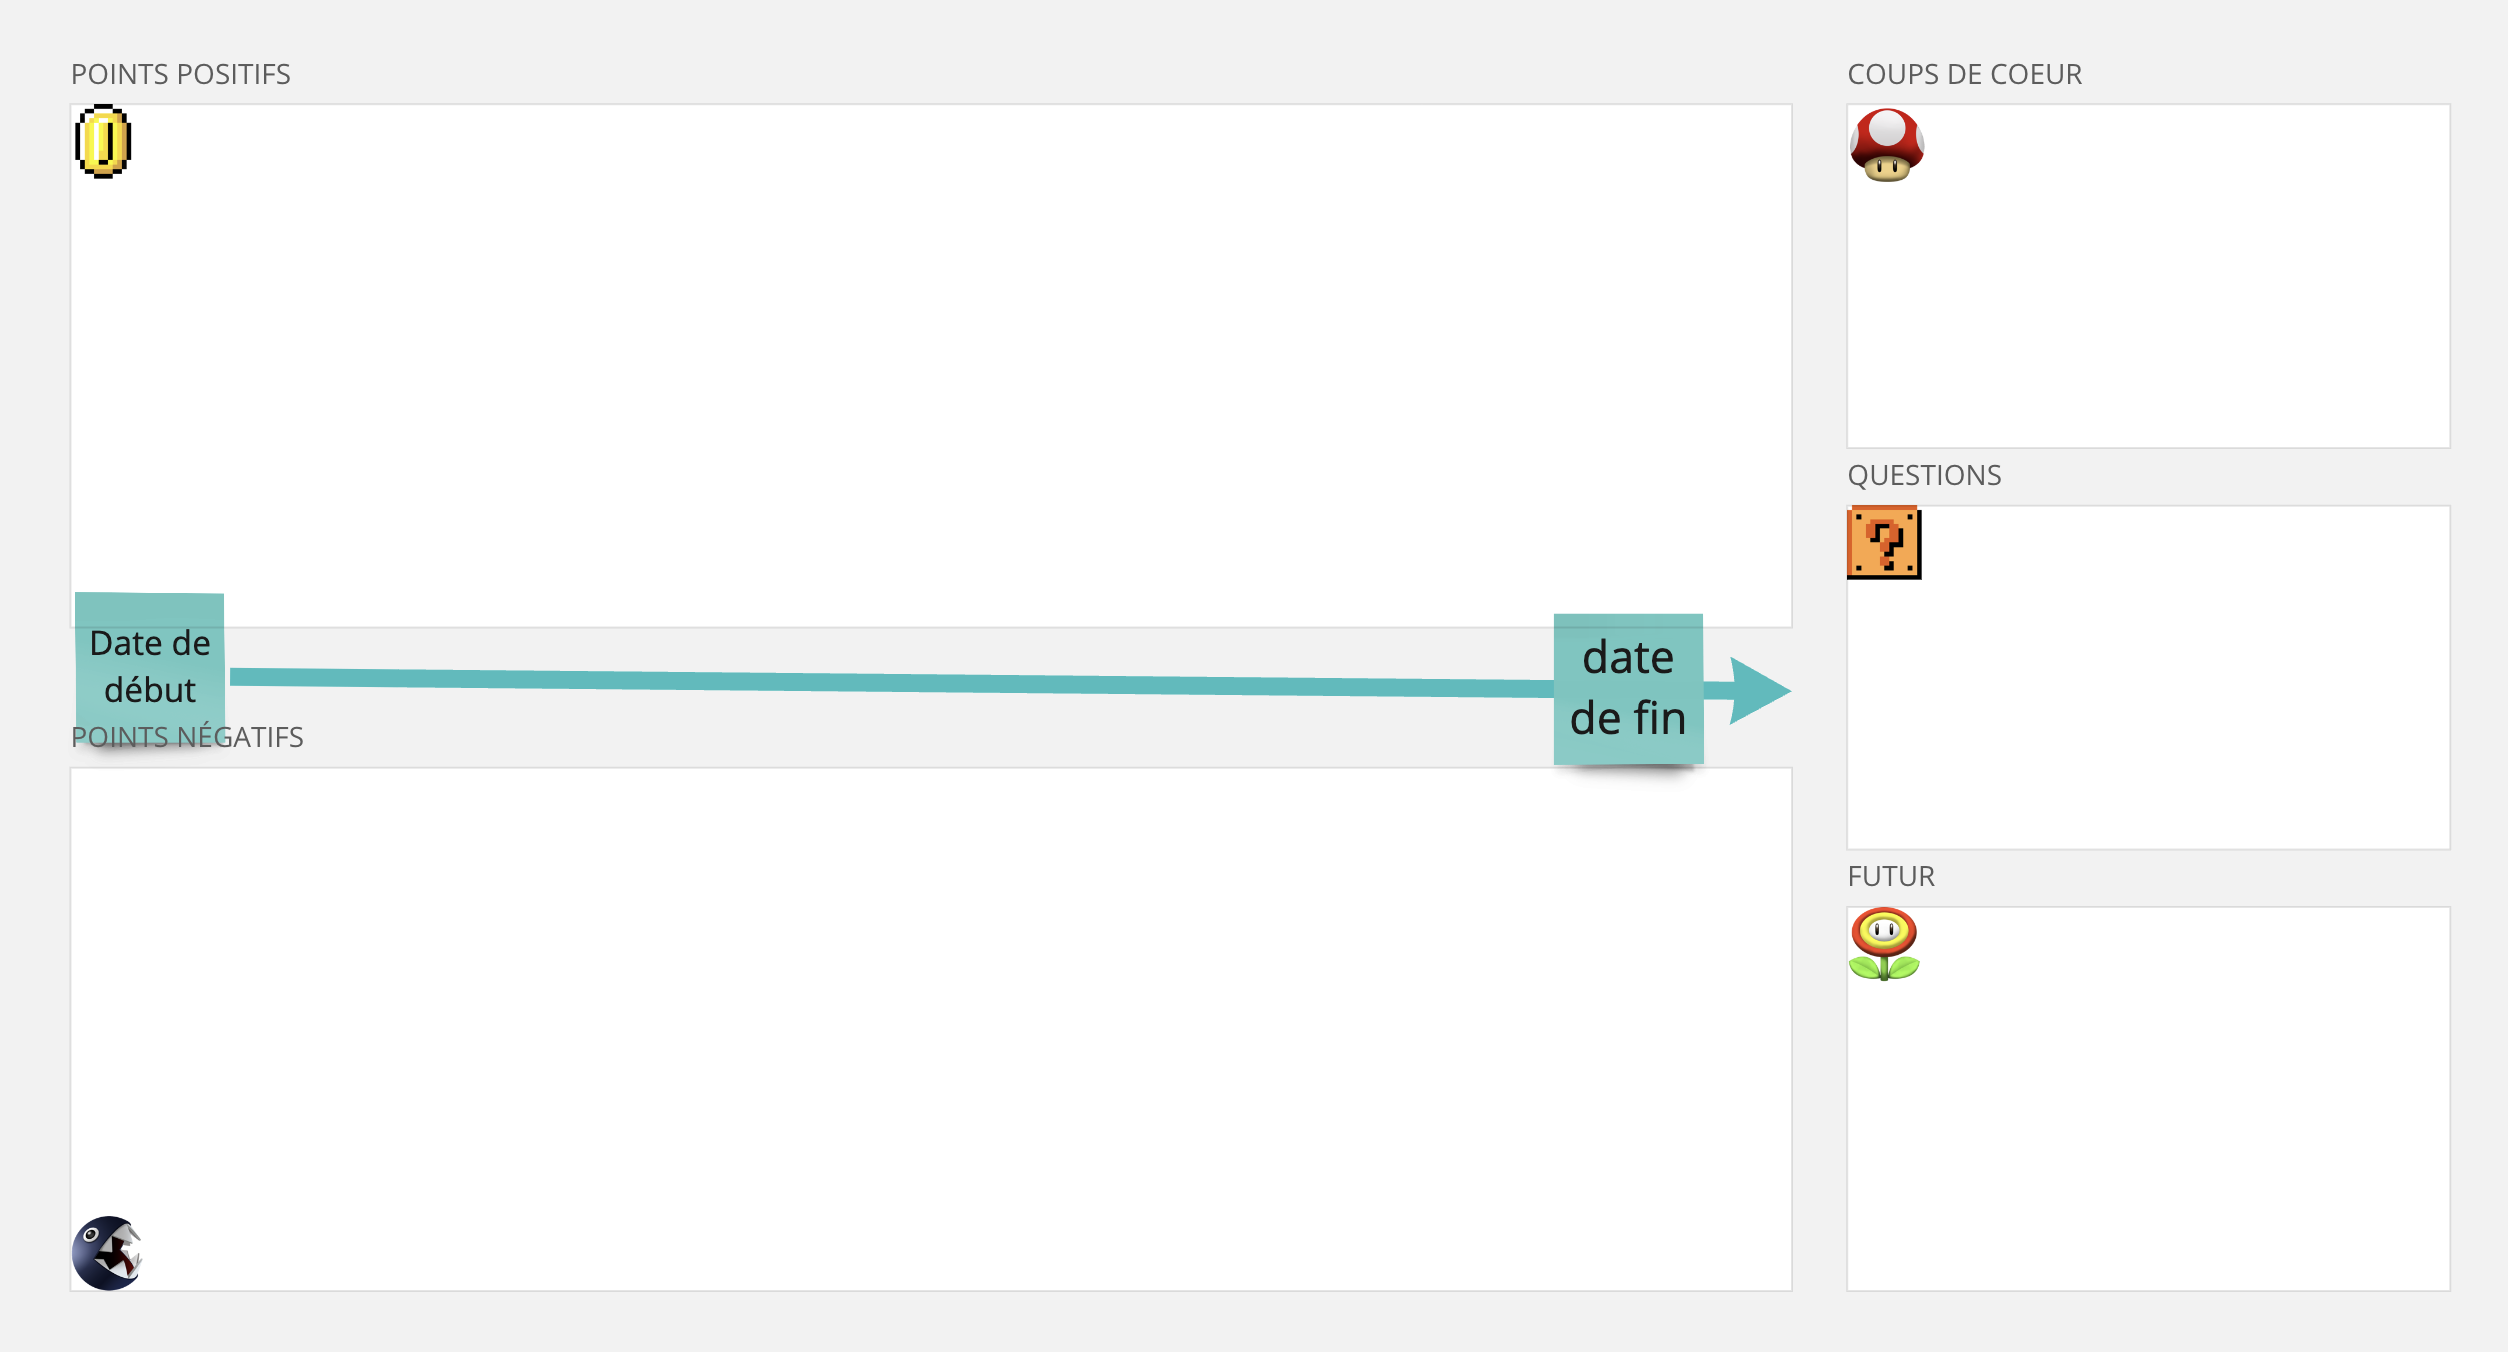 POINTS POSITIFS
Date de
début
date
de fin
POINTS NÉGATIFS
COUPS DE COEUR
QUESTIONS
?
FUTUR